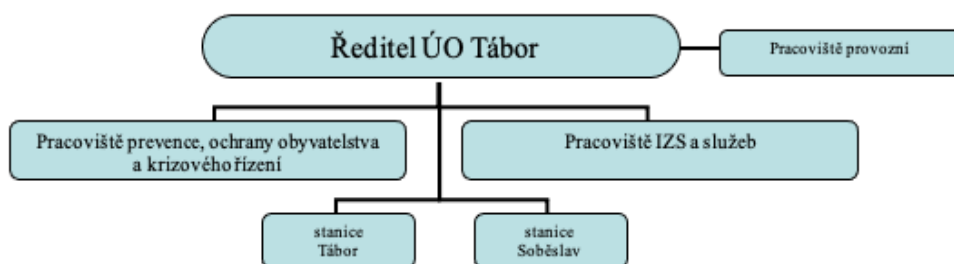 Ředitel ÚO Tábor
Pracoviště provozní
Pracoviště prevence, ochrany obyvatelstva
a krizového řízení
Pracoviště IZS a služeb
stanice
Tábor
stanice
Soběslav